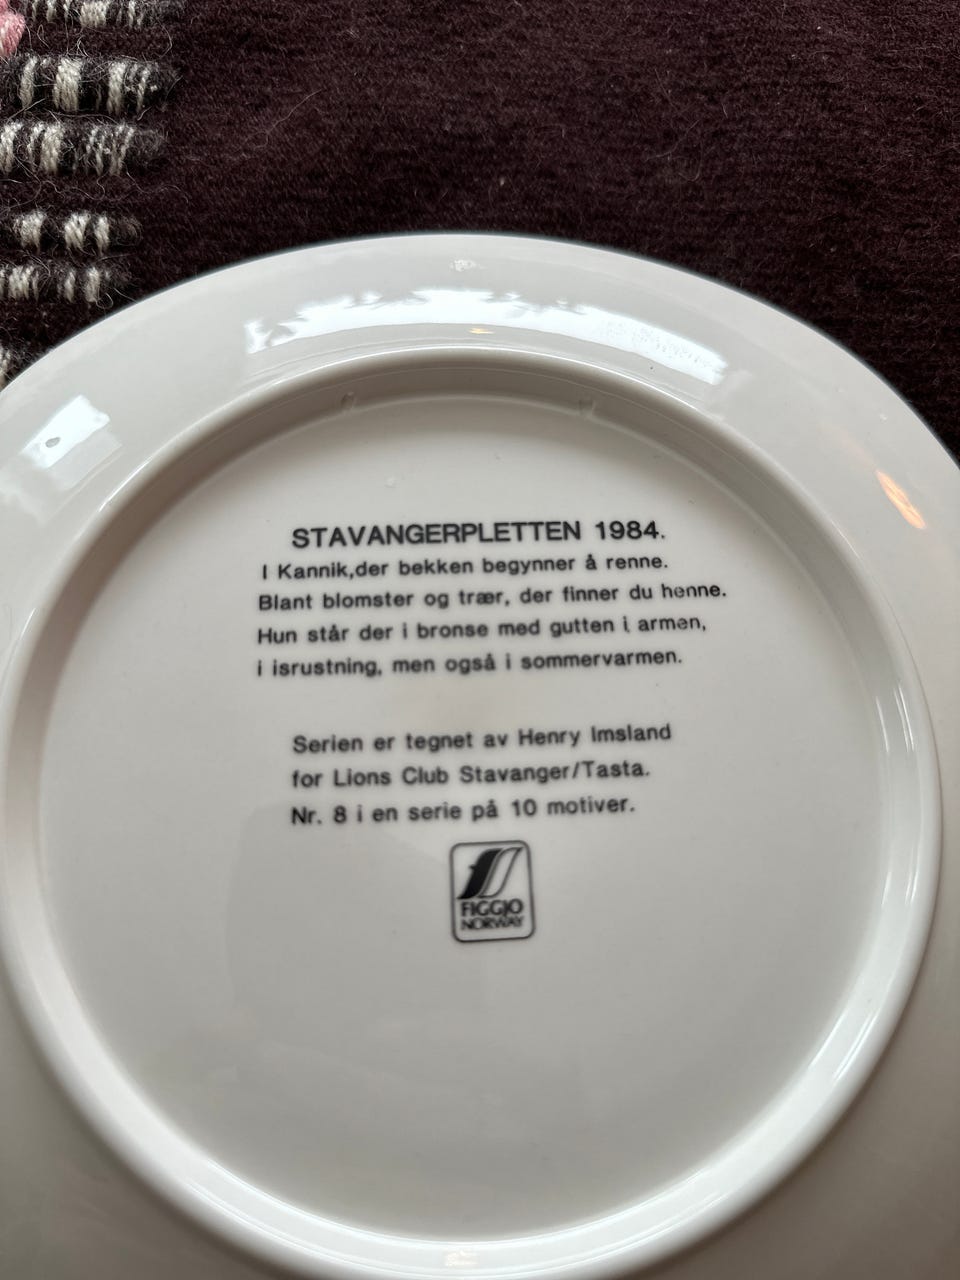 STAVANGERPLETTEN 1984.
I Kannik,der bekken begynner å renne.
Blant blomster og trær, der finner du henne.
Hun står der i bronse med gutten i armen,
i isrustning, men også i sommervarmen.
Serien er tegnet av Henry Imsland
for Lions Club Stavanger/Tasta.
Nr. 8 i en serie på 10 motiver.
FIGGJO
NORWAY